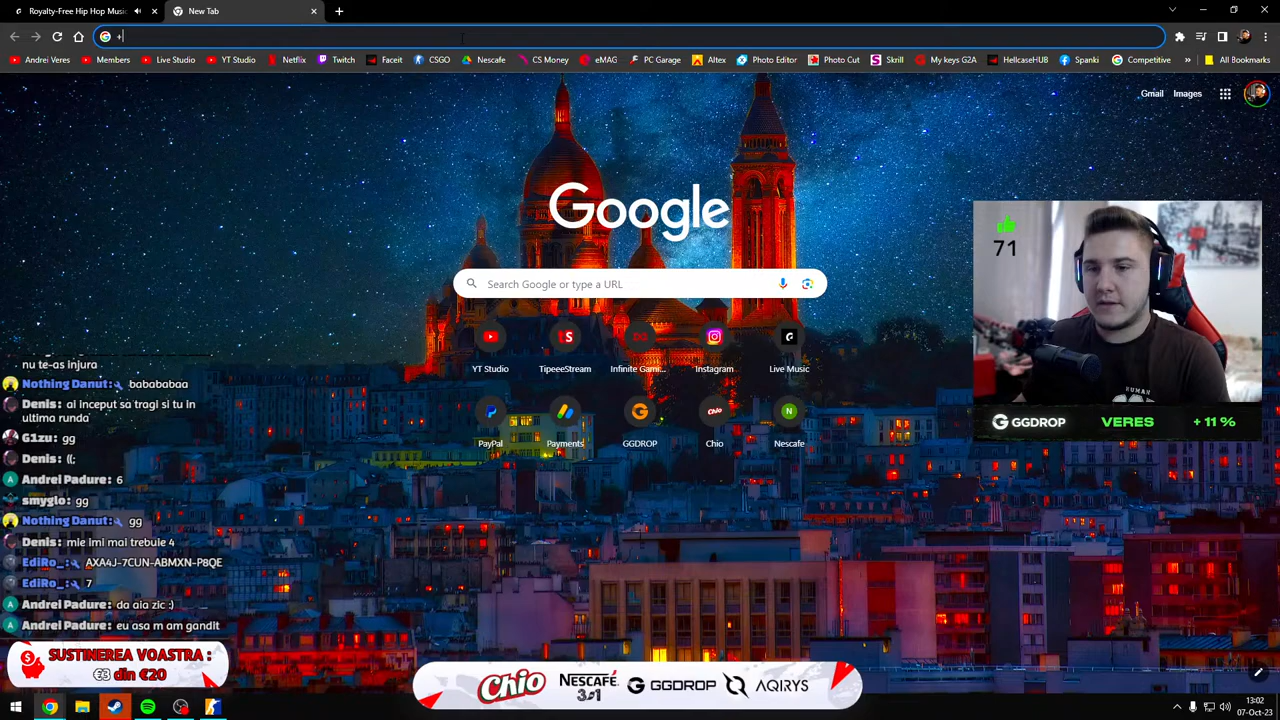 Royalty-Free Hip Hop Music
New Tab
+
Andrei Veres
Members
Live Studio
YT Studio
Netflix
Twitch
Faceit
CSGO
Nescafe
CS Money
eMAG
PC Garage
Altex
Photo Editor
Photo Cut
Skrill
My keys G2A
HellcaseHUB
Spanki
Competitive
»
All Bookmarks
Gmail
Images
Google
Search Google or type a URL
YT Studio
TipeeeStream
Infinite Gami...
Instagram
Live Music
PayPal
Payments
GGDROP
Chio
Nescafe
71
GGDROP VERES + 11 %
nu te-as injura
Nothing Danut: babababaa
Denis: ai inceput sa tragi si tu in
ultima runda
G1zu: gg
Denis: ((;
Andrei Padure: 6
smyglo: gg
Nothing Danut: gg
Denis: mie imi mai trebuie 4
EdiRo_: AXA4J-7CUN-ABMXN-P8QE
EdiRo_: 7
Andrei Padure: da aia zic :)
Andrei Padure: eu asa m am gandit
SUSTINEREA VOASTRA :
€3 din €20
Chio
NESCAFÉ
3în1
GGDROP
AQIRYS
HUMAN
13:02
07-Oct-23